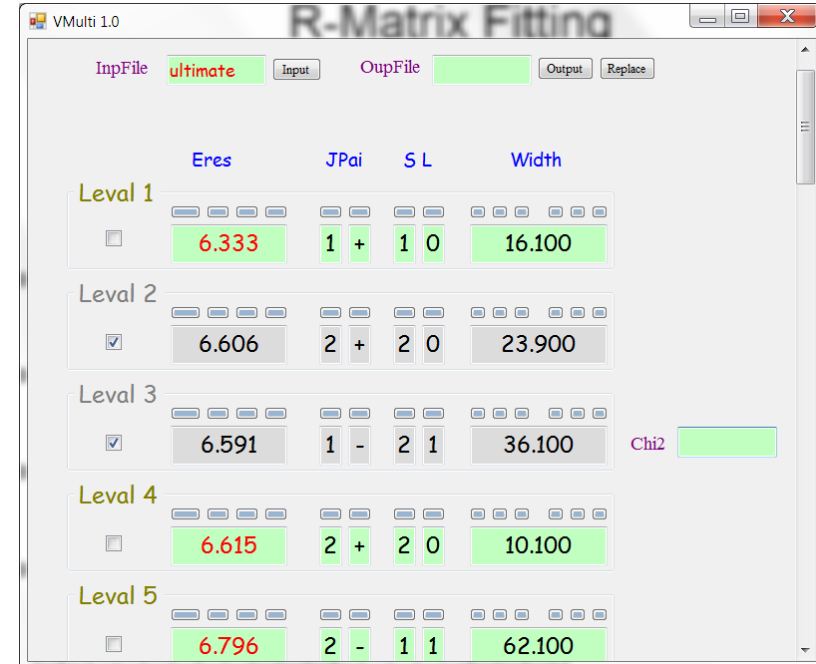 R-Matrix Fitting
VMulti 1.0
InpFile ultimate Input OupFile Output Replace
Eres JPai S L Width
Leval 1
6.333 1 + 1 0 16.100
Leval 2
6.606 2 + 2 0 23.900
Leval 3
6.591 1 - 2 1 36.100 Chi2
Leval 4
6.615 2 + 2 0 10.100
Leval 5
6.796 2 - 1 1 62.100